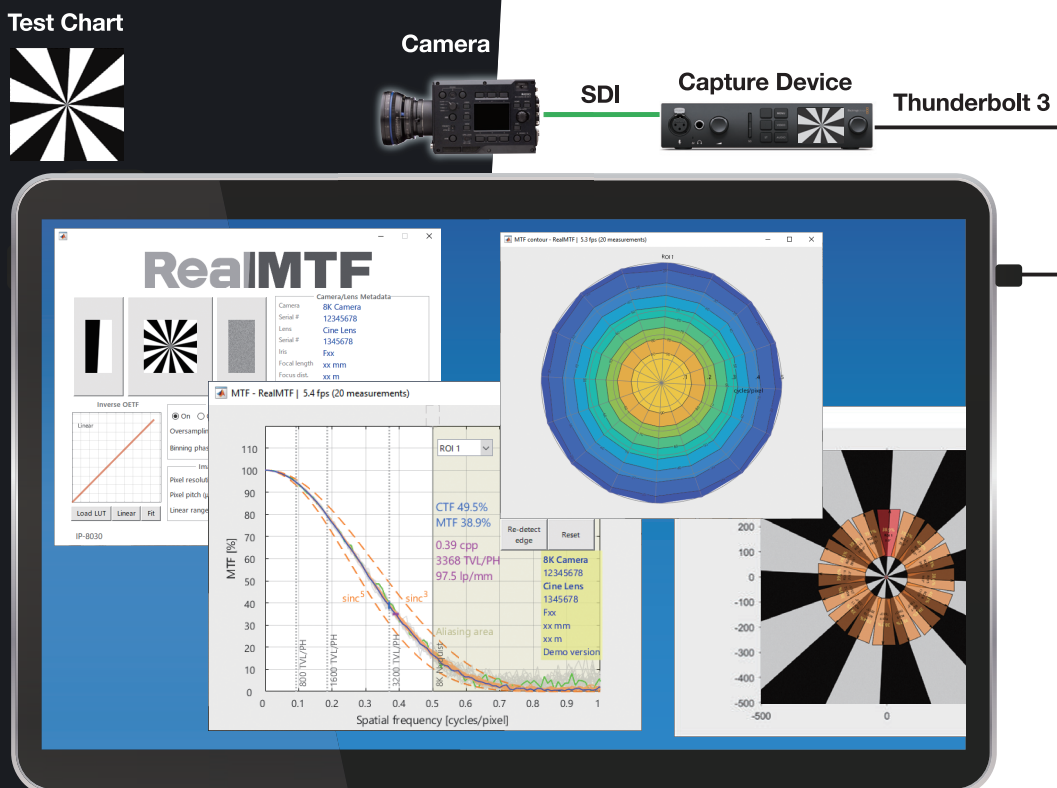 Test Chart
Camera
SDI
Capture Device
Thunderbolt 3
RealMTF
Camera/Lens Metadata
Camera 8K Camera
Serial # 12345678
Lens Cine Lens
Serial # 1345678
Iris Fxx
Focal length xx mm
Focus dist. xx m
Inverse OETF
Linear
On
Oversamplin
Binning phas
Ima
Pixel resoluti
Pixel pitch (µ
Linear range
Load LUT Linear Fit
IP-8030
MTF contour - RealMTF | 5.3 fps (20 measurements)
ROI 1
.2 .3 .4 .5
cycles/pixel
MTF - RealMTF | 5.4 fps (20 measurements)
ROI 1
CTF 49.5%
MTF 38.9%
0.39 cpp
3368 TVL/PH
97.5 lp/mm
Re-detect edge
Reset
8K Camera
12345678
Cine Lens
1345678
Fxx
xx mm
xx m
Demo version
Aliasing area
sinc5
sinc3
800 TVL/PH
1600 TVL/PH
3200 TVL/PH
8K Nyquist
MTF [%]
110
100
90
80
70
60
50
40
30
20
10
0
0 0.1 0.2 0.3 0.4 0.5 0.6 0.7 0.8 0.9 1
Spatial frequency [cycles/pixel]
200
100
0
-100
-200
-300
400
-500
-500 0